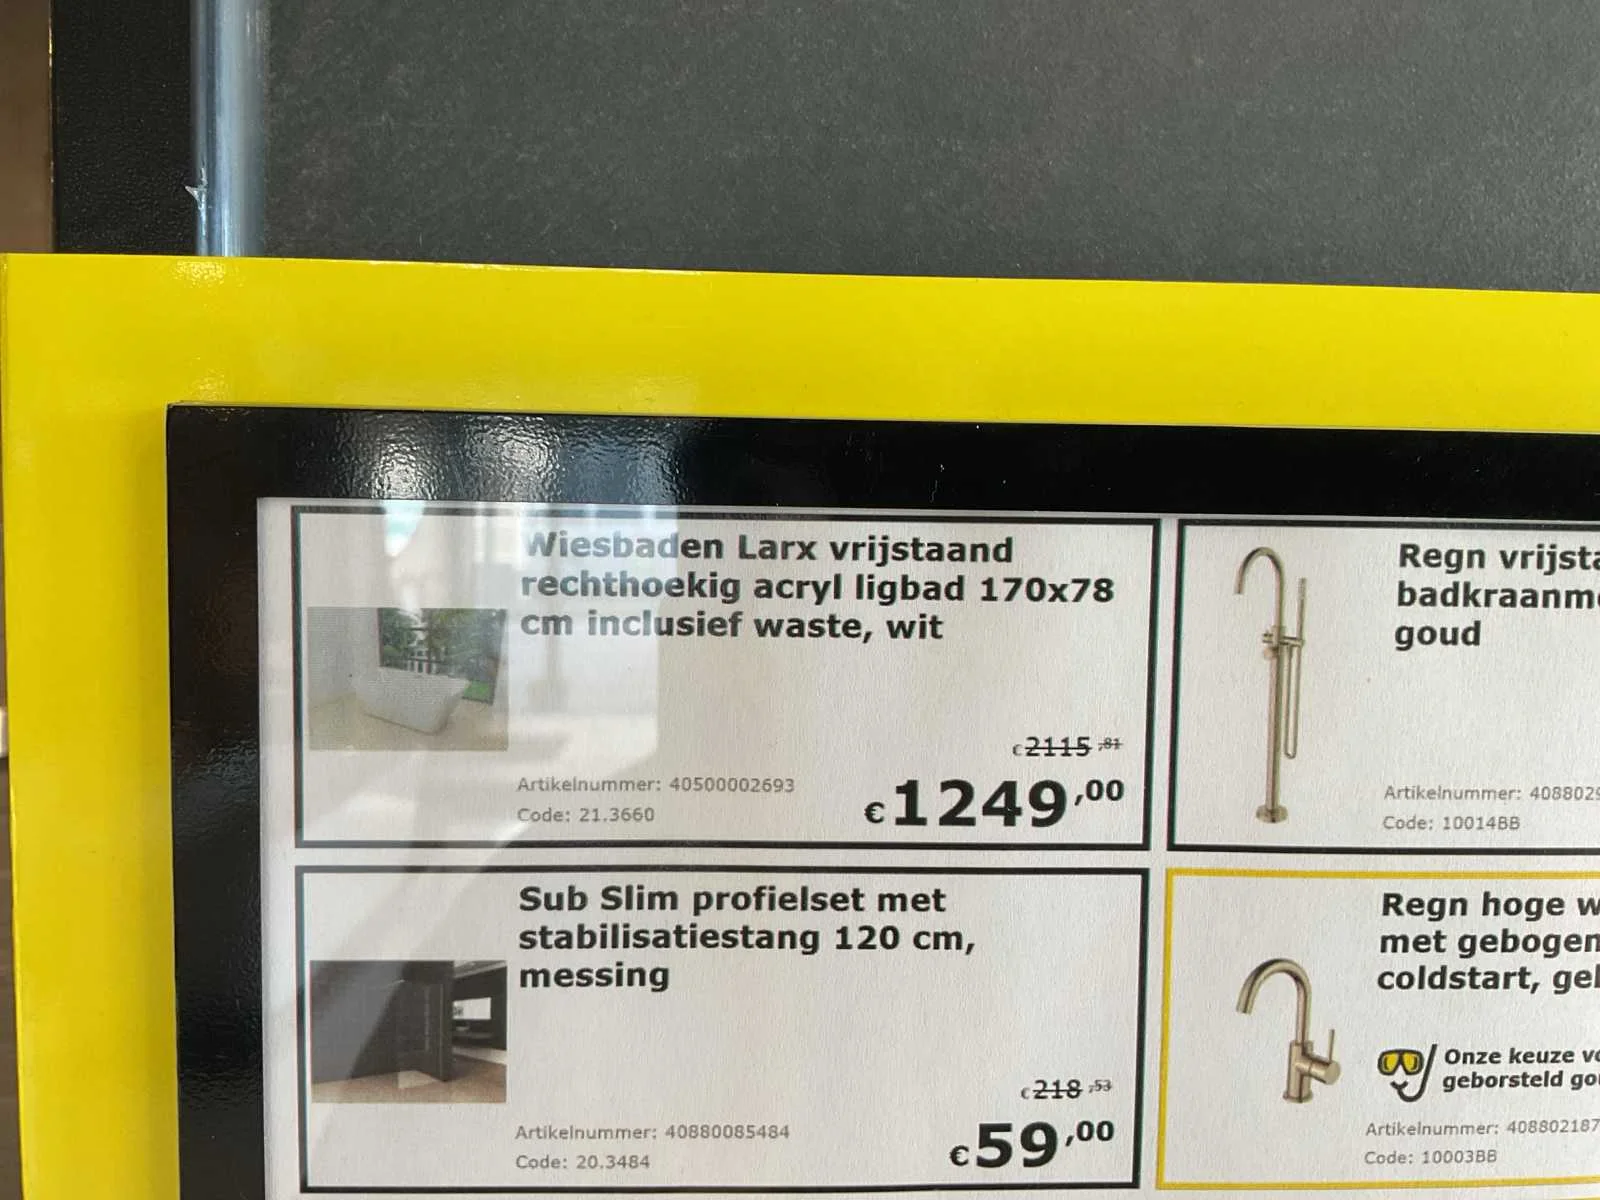 Wiesbaden Larx vrijstaand
rechthoekig acryl ligbad 170x78
cm inclusief waste, wit
€2115,81
€1249,00
Artikelnummer: 40500002693
Code: 21.3660
Regn vrijsta
badkraanm
goud
Artikelnummer: 408802
Code: 10014BB
Sub Slim profielset met
stabilisatiestang 120 cm,
messing
€218,53
€59,00
Artikelnummer: 40880085484
Code: 20.3484
Regn hoge w
met gebogen
coldstart, ge
Onze keuze vo
geborsteld go
Artikelnummer: 408802187
Code: 10003BB